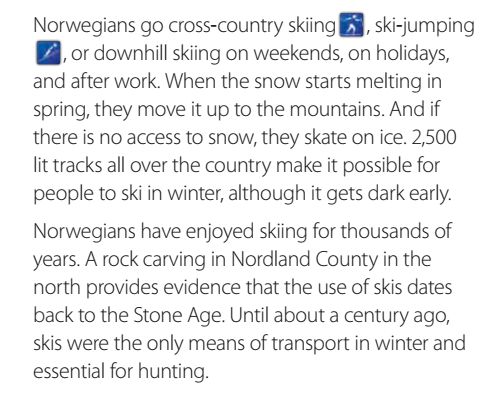 Norwegians go cross-country skiing , ski-jumping
, or downhill skiing on weekends, on holidays,
and after work. When the snow starts melting in
spring, they move it up to the mountains. And if
there is no access to snow, they skate on ice. 2,500
lit tracks all over the country make it possible for
people to ski in winter, although it gets dark early.
Norwegians have enjoyed skiing for thousands of
years. A rock carving in Nordland County in the
north provides evidence that the use of skis dates
back to the Stone Age. Until about a century ago,
skis were the only means of transport in winter and
essential for hunting.